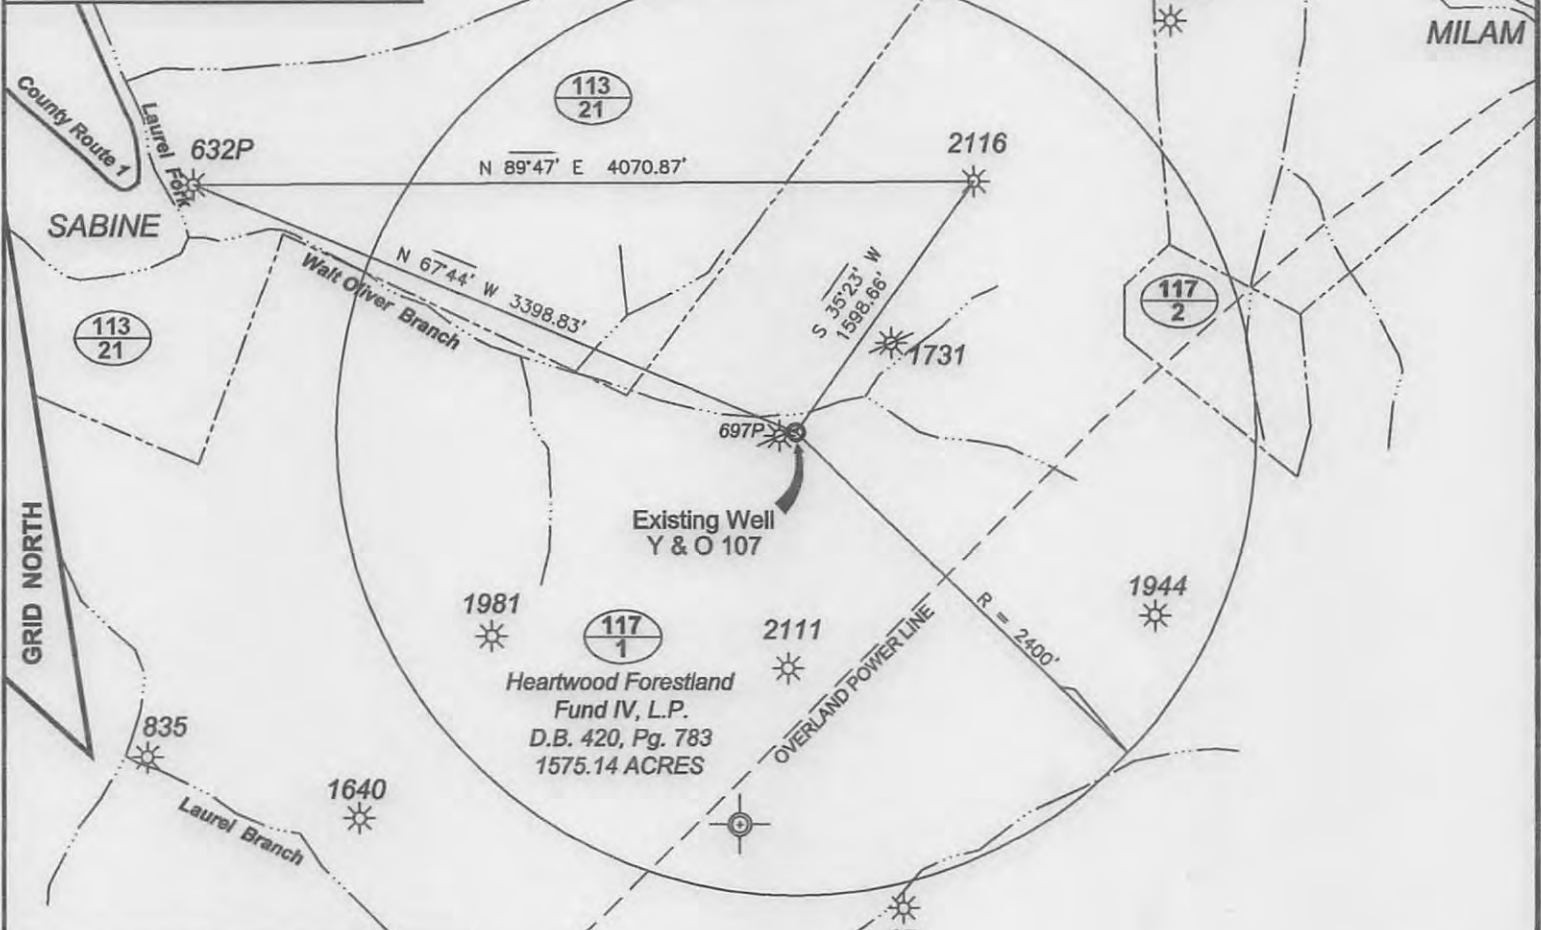 MILAM
113
21
County Route 1
Laurel Fork
632P
N 89°47' E 4070.87'
2116
SABINE
N 67°44' W 3398.83'
Walt Oliver Branch
S 35°23' W
1598.66'
117
2
113
21
1731
697P
Existing Well
Y & O 107
GRID NORTH
1981
117
1
2111
1944
R = 2400'
Heartwood Forestland
Fund IV, L.P.
D.B. 420, Pg. 783
1575.14 ACRES
OVERLAND POWER LINE
835
1640
Laurel Branch